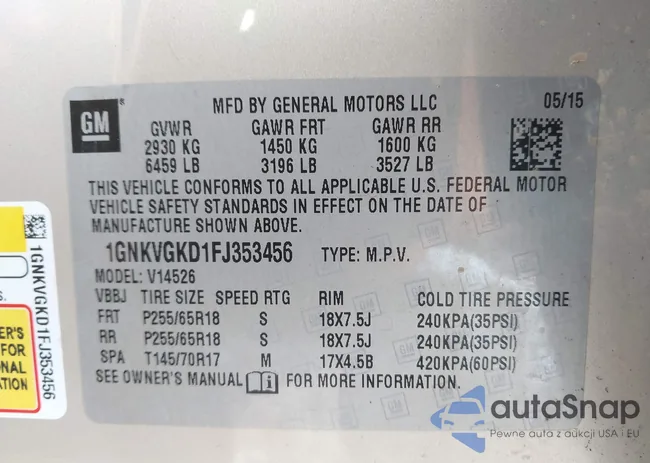 GM
MFD BY GENERAL MOTORS LLC 05/15
GVWR GAWR FRT GAWR RR
2930 KG 1450 KG 1600 KG
6459 LB 3196 LB 3527 LB
THIS VEHICLE CONFORMS TO ALL APPLICABLE U.S. FEDERAL MOTOR
VEHICLE SAFETY STANDARDS IN EFFECT ON THE DATE OF
MANUFACTURE SHOWN ABOVE.
1GNKVGKD1FJ353456 TYPE: M.P.V.
MODEL: V14526
VBBJ TIRE SIZE SPEED RTG RIM COLD TIRE PRESSURE
FRT P255/65R18 S 18X7.5J 240KPA(35PSI)
RR P255/65R18 S 18X7.5J 240KPA(35PSI)
SPA T145/70R17 M 17X4.5B 420KPA(60PSI)
SEE OWNER'S MANUAL i FOR MORE INFORMATION.
1GNKVGKD1FJ353456
ER'S
FOR
ONAL
ION
autaSnap
Pewne auta z aukcji USA i EU